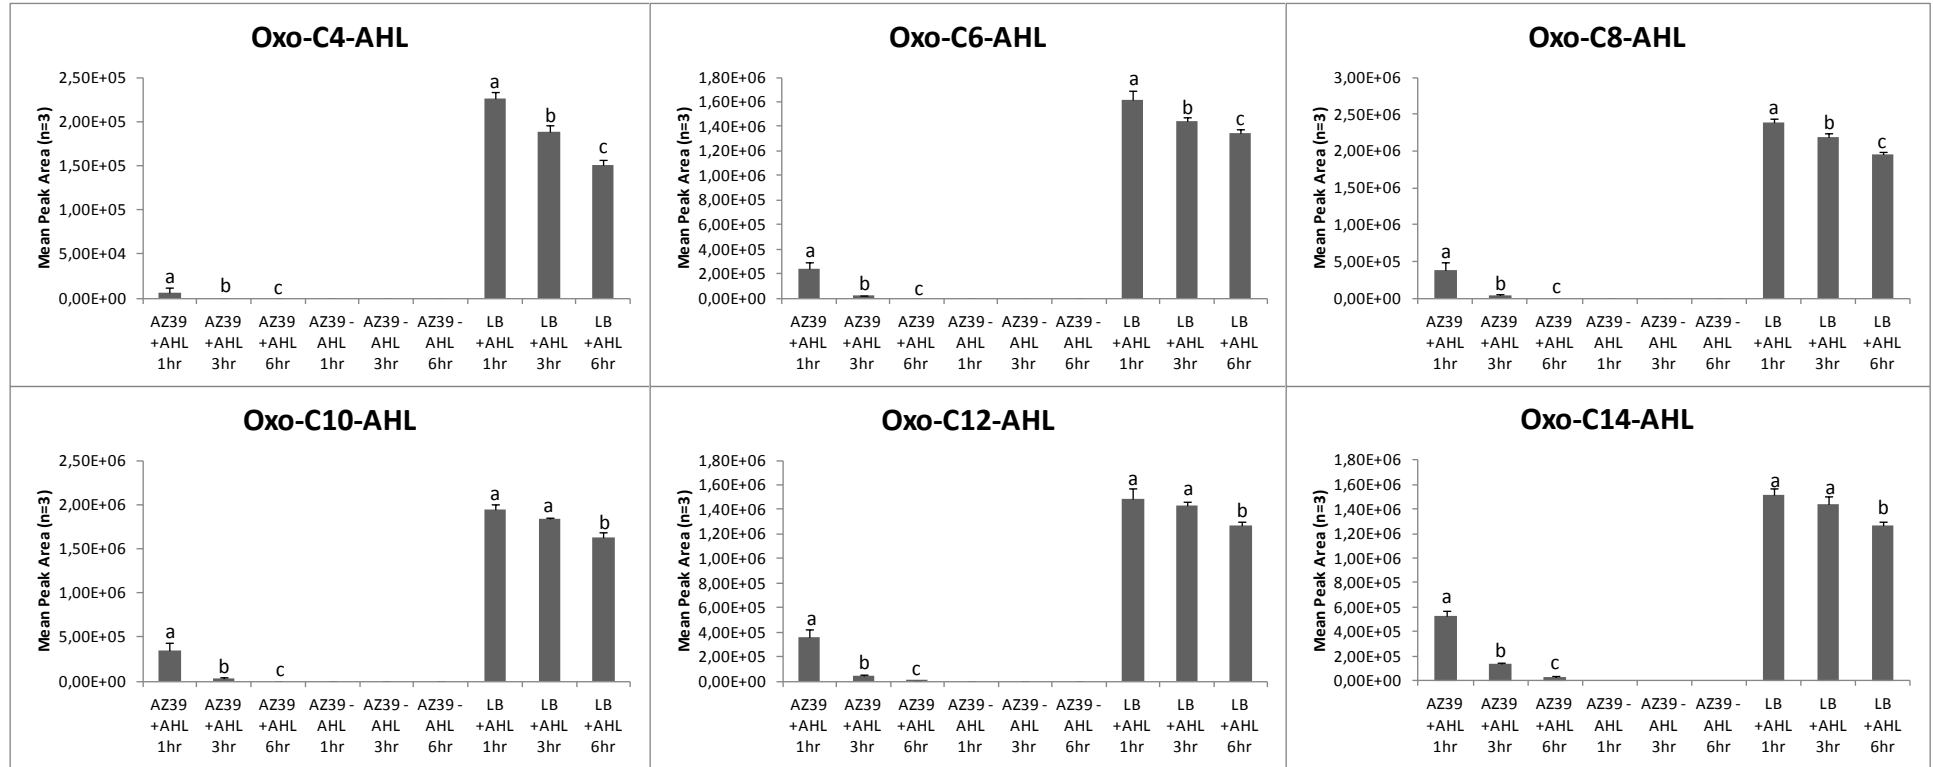 Oxo-C4-AHL
Mean Peak Area (n=3)
2,50E+05
2,00E+05
1,50E+05
1,00E+05
5,00E+04
0,00E+00
a
b
c
a
b
c
AZ39 AZ39 AZ39 AZ39 - AZ39 - AZ39 - LB LB LB
+AHL +AHL +AHL AHL AHL AHL +AHL +AHL +AHL
1hr 3hr 6hr 1hr 3hr 6hr 1hr 3hr 6hr
Oxo-C6-AHL
Mean Peak Area (n=3)
1,80E+06
1,60E+06
1,40E+06
1,20E+06
1,00E+06
8,00E+05
6,00E+05
4,00E+05
2,00E+05
0,00E+00
a
b
c
a
b
c
AZ39 AZ39 AZ39 AZ39 - AZ39 - AZ39 - LB LB LB
+AHL +AHL +AHL AHL AHL AHL +AHL +AHL +AHL
1hr 3hr 6hr 1hr 3hr 6hr 1hr 3hr 6hr
Oxo-C8-AHL
Mean Peak Area (n=3)
3,00E+06
2,50E+06
2,00E+06
1,50E+06
1,00E+06
5,00E+05
0,00E+00
a
b
c
a
b
c
AZ39 AZ39 AZ39 AZ39 - AZ39 - AZ39 - LB LB LB
+AHL +AHL +AHL AHL AHL AHL +AHL +AHL +AHL
1hr 3hr 6hr 1hr 3hr 6hr 1hr 3hr 6hr
Oxo-C10-AHL
Mean Peak Area (n=3)
2,50E+06
2,00E+06
1,50E+06
1,00E+06
5,00E+05
0,00E+00
a
b
c
a
a
b
AZ39 AZ39 AZ39 AZ39 - AZ39 - AZ39 - LB LB LB
+AHL +AHL +AHL AHL AHL AHL +AHL +AHL +AHL
1hr 3hr 6hr 1hr 3hr 6hr 1hr 3hr 6hr
Oxo-C12-AHL
Mean Peak Area (n=3)
1,80E+06
1,60E+06
1,40E+06
1,20E+06
1,00E+06
8,00E+05
6,00E+05
4,00E+05
2,00E+05
0,00E+00
a
b
c
a
a
b
AZ39 AZ39 AZ39 AZ39 - AZ39 - AZ39 - LB LB LB
+AHL +AHL +AHL AHL AHL AHL +AHL +AHL +AHL
1hr 3hr 6hr 1hr 3hr 6hr 1hr 3hr 6hr
Oxo-C14-AHL
Mean Peak Area (n=3)
1,80E+06
1,60E+06
1,40E+06
1,20E+06
1,00E+06
8,00E+05
6,00E+05
4,00E+05
2,00E+05
0,00E+00
a
b
c
a
a
b
AZ39 AZ39 AZ39 AZ39 - AZ39 - AZ39 - LB LB LB
+AHL +AHL +AHL AHL AHL AHL +AHL +AHL +AHL
1hr 3hr 6hr 1hr 3hr 6hr 1hr 3hr 6hr